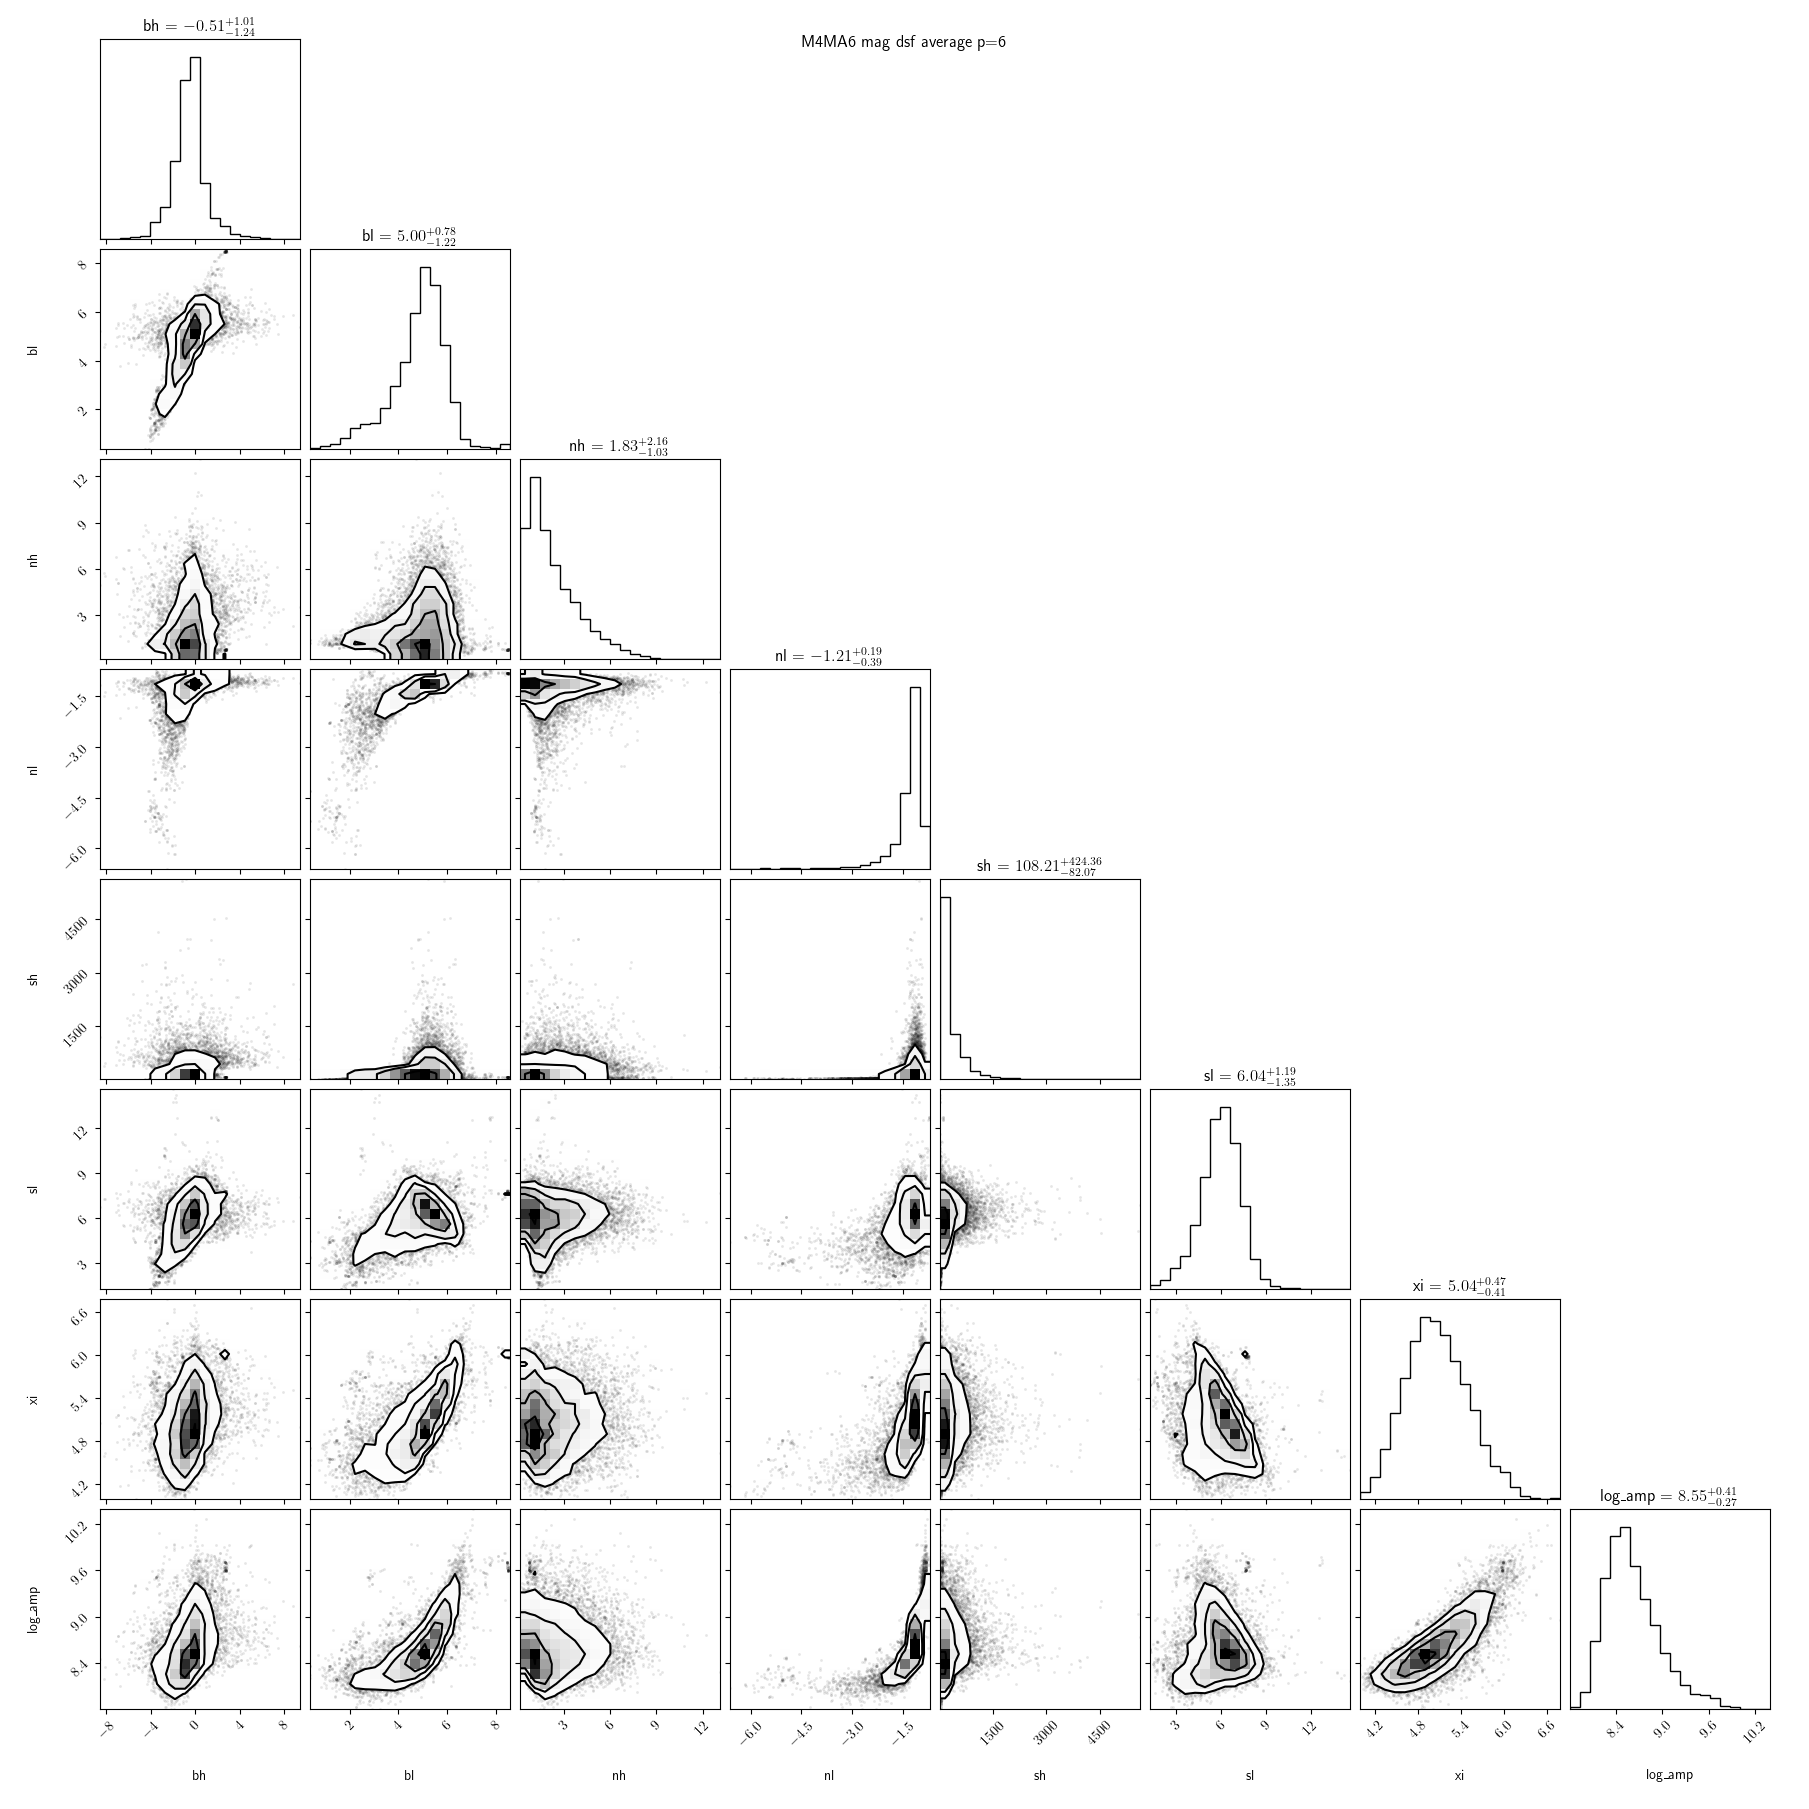 M4MA6 mag dsf average p=6
bh = −0.51^{+1.01}_{−1.24}
bl = 5.00^{+0.78}_{−1.22}
8
6
4
2
bl
nh = 1.83^{+2.16}_{−1.03}
12
9
6
3
nh
nl = −1.21^{+0.19}_{−0.39}
−1.5
−3.0
−4.5
−6.0
nl
sh = 108.21^{+424.36}_{−82.07}
4500
3000
1500
sh
sl = 6.04^{+1.19}_{−1.35}
12
9
6
3
sl
xi = 5.04^{+0.47}_{−0.41}
6.6
6.0
5.4
4.8
4.2
xi
log_amp = 8.55^{+0.41}_{−0.27}
10.2
9.6
9.0
8.4
log_amp
−8 −4 0 4 8 2 4 6 8 3 6 9 12 −6.0 −4.5 −3.0 −1.5 1500 3000 4500 3 6 9 12 4.2 4.8 5.4 6.0 6.6 8.4 9.0 9.6 10.2
bh bl nh nl sh sl xi log_amp